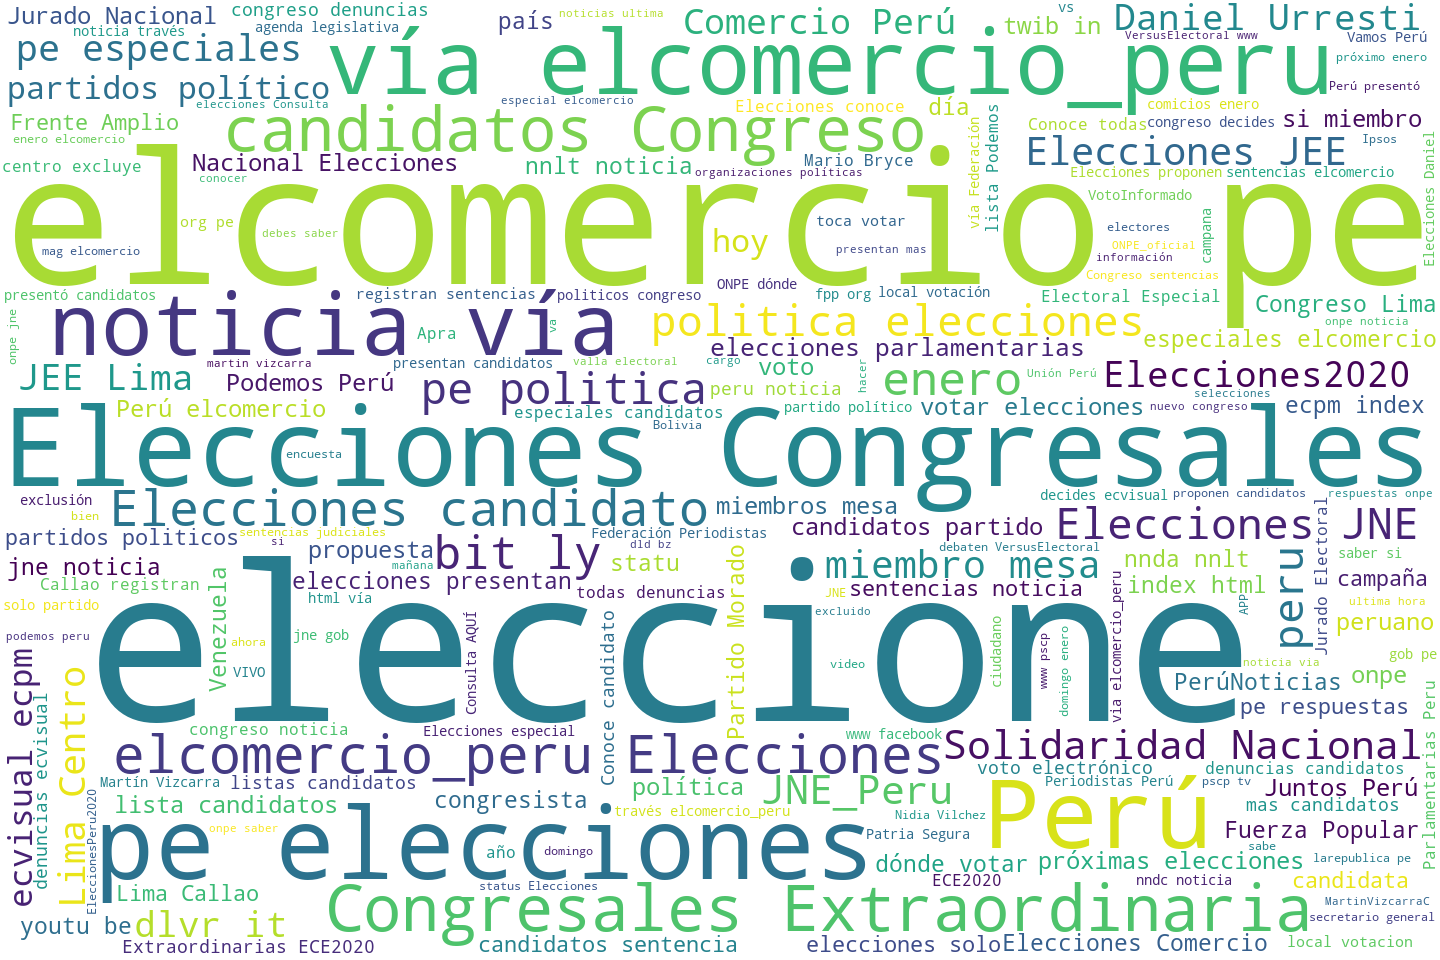 Jurado Nacional
congreso denuncias
país
noticias ultima
Comercio Perú
vs
twib in
Daniel Urresti
noticia través
agenda legislativa
VersusElectoral www
Vamos Perú
pe especiales
vía elcomercio_peru
próximo enero
partidos político
Perú presentó
elecciones Consulta
especial elcomercio
Elecciones conoce
día
comicios enero
Frente Amplio
candidatos Congreso
Conoce todas
congreso decides
si miembro
enero elcomercio
vía Federación
lista Podemos
Elecciones JEE
Ipsos
Elecciones Daniel
centro excluye
Nacional Elecciones
nnlt noticia
Mario Bryce
organizaciones políticas
Elecciones proponen
sentencias elcomercio
conocer
elcomercio pe
VotoInformado
org pe
debes saber
toca votar
hoy
electores
campana
mag elcomercio
presentan mas
ONPE_oficial
información
Congreso sentencias
ONPE dónde
presentó candidatos
registran sentencias
politicos congreso
fpp org
local votación
Electoral Especial
Congreso Lima
onpe jne
noticia vía
Apra
va
politica elecciones
onpe noticia
especiales elcomercio
elecciones parlamentarias
martin vizcarra
presentan candidatos
valla electoral
cargo
JEE Lima
Podemos Perú
pe politica
voto
hacer
enero
Unión Perú
Elecciones2020
peru noticia
selecciones
Perú elcomercio
especiales candidatos
partido político
votar elecciones
nuevo congreso
ecpm index
Bolivia
Elecciones Congresales
encuesta
exclusión
Elecciones candidato
miembros mesa
decides ecvisual
proponen candidatos
respuestas onpe
bien
partidos politicos
sentencias judiciales
Federación Periodistas
candidatos partido
Elecciones JNE
Jurado Electoral
si
propuesta
bit ly
dld bz
debaten VersusElectoral
jne noticia
mañana
statu
miembro mesa
nnda nnlt
peru
saber si
Callao registran
elecciones presentan
todas denuncias
JNE
sentencias noticia
index html
campaña
Venezuela
html vía
Partido Morado
APP
solo partido
eleccione
excluido
ultima hora
peruano
podemos peru
ahora
jne gob
Consulta AQUÍ
Conoce candidato
ciudadano
www pscp
domingo enero
via elcomercio_peru
gob pe
ecvisual ecpm
VIVO
video
noticia via
Lima Centro
denuncias ecvisual
PerúNoticias
onpe
Parlamentarias Peru
pe respuestas
congreso noticia
Elecciones especial
www facebook
elcomercio_peru Elecciones
Solidaridad Nacional
EleccionesPeru2020
Martín Vizcarra
listas candidatos
política
JNE_Peru
voto electrónico
denuncias candidatos
Periodistas Perú
pscp tv
Juntos Perú
lista candidatos
congresista
través elcomercio_peru
Nidia Vilchez
Perú
mas candidatos
onpe saber
pe elecciones
Patria Segura
Fuerza Popular
año
domingo
sabe
dónde votar
próximas elecciones
larepublica pe
Lima Callao
status Elecciones
ECE2020
nndc noticia
candidata
youtu be
dlvr it
Congresales Extraordinaria
MartinVizcarraC
secretario general
Extraordinarias ECE2020
candidatos sentencia
elecciones solo
Elecciones Comercio
local votacion